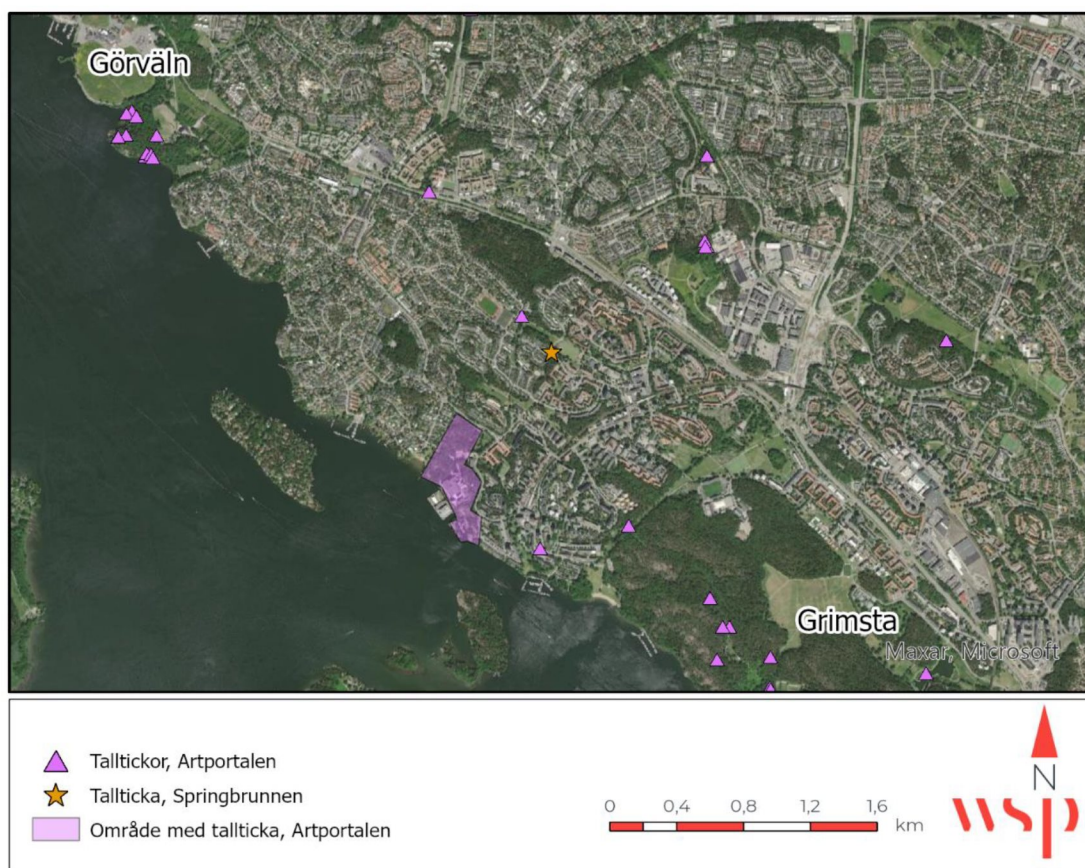 Görväln
Grimsta
Maxar, Microsoft
Talltickor, Artportalen
Tallticka, Springbrunnen
Område med tallticka, Artportalen
0 0,4 0,8 1,2 1,6
km
N
wsp